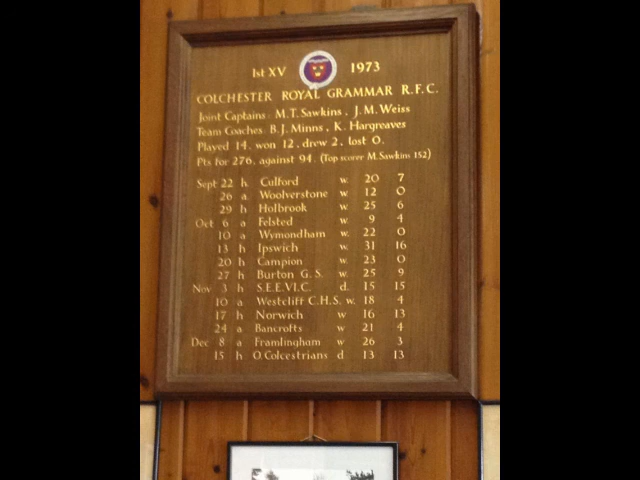 1st XV 1973
COLCHESTER ROYAL GRAMMAR R.F.C.
Joint Captains: M.T. Sawkins, J.M. Weiss
Team Coaches: B.J. Minns, K. Hargreaves
Played 14, won 12, drew 2, lost 0.
Pts for 276, against 94. (Top scorer M. Sawkins 152)
Sept 22 h. Culford w. 20 7
26 a. Woolverstone w. 12 0
29 h Holbrook w. 25 6
Oct 6 a Felsted w. 9 4
10 a Wymondham w. 22 0
13 h Ipswich w. 31 16
20 h Campion w. 23 0
27 h Burton G.S. w. 25 9
Nov 3 h S.E.E.VI.C. d. 15 15
10 a Westcliff C.H.S. w. 18 4
17 h Norwich w 16 13
24 a Bancrofts w 21 4
Dec 8 a Framlingham w 26 3
15 h O.Colcestrians d 13 13